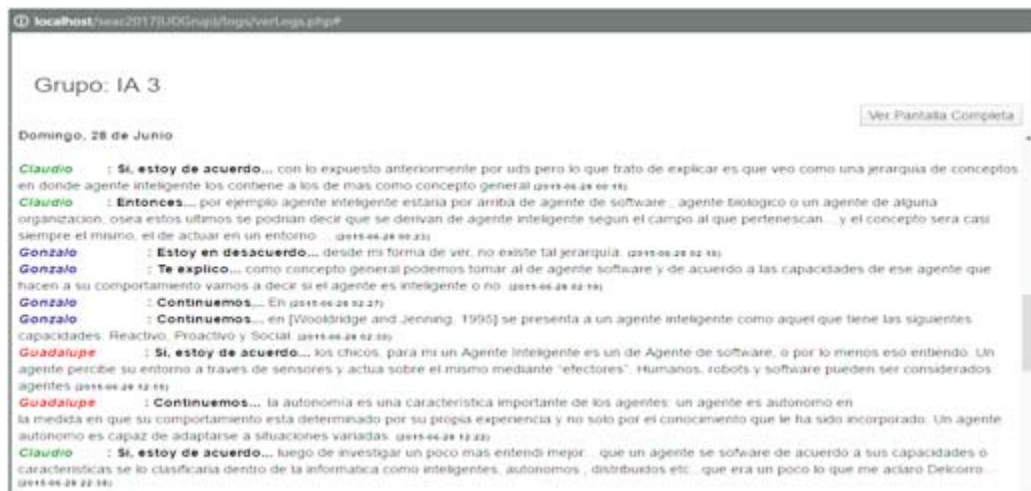 localhost/seac2017(UDGrup)/logs/verLogs.php#
Grupo: IA 3
Ver Pantalla Completa
Domingo, 28 de Junio
Claudio : Si, estoy de acuerdo... con lo expuesto anteriormente por uds pero lo que trato de explicar es que veo como una jerarquia de conceptos
en donde agente inteligente los contiene a los de mas como concepto general
Claudio : Entonces... por ejemplo agente inteligente estaria por arriba de agente de software , agente biologico o un agente de alguna
organizacion, osea estos ultimos se podrian decir que se derivan de agente inteligente segun el campo al que pertenescan ... y el concepto sera casi
siempre el mismo, el de actuar en un entorno ... (2015-06-28 00:23)
Gonzalo : Estoy en desacuerdo... desde mi forma de ver, no existe tal jerarquia.
Gonzalo : Te explico... como concepto general podemos tomar al de agente software y de acuerdo a las capacidades de ese agente que
hacen a su comportamiento vamos a decir si el agente es inteligente o no.
Gonzalo : Continuemos... En (2015-06-28 02:27)
Gonzalo : Continuemos... en [Wooldridge and Jenning, 1995] se presenta a un agente inteligente como aquel que tiene las siguientes
capacidades: Reactivo, Proactivo y Social.
Guadalupe : Si, estoy de acuerdo... los chicos, para mi un Agente Inteligente es un de Agente de software, o por lo menos eso entiendo. Un
agente percibe su entorno a traves de sensores y actua sobre el mismo mediante "efectores". Humanos, robots y software pueden ser considerados
agentes
Guadalupe : Continuemos... la autonomia es una caracteristica importante de los agentes: un agente es autonomo en
la medida en que su comportamiento esta determinado por su propia experiencia y no solo por el conocimiento que le ha sido incorporado. Un agente
autonomo es capaz de adaptarse a situaciones variadas. (2015-06-28 12:22)
Claudio : Si, estoy de acuerdo... luego de investigar un poco mas entendi mejor... que un agente se sofware de acuerdo a sus capacidades o
caracteristicas se lo clasificaria dentro de la informatica como inteligentes, autonomos , distribuidos etc...que era un poco lo que me aclaro Delcorro...